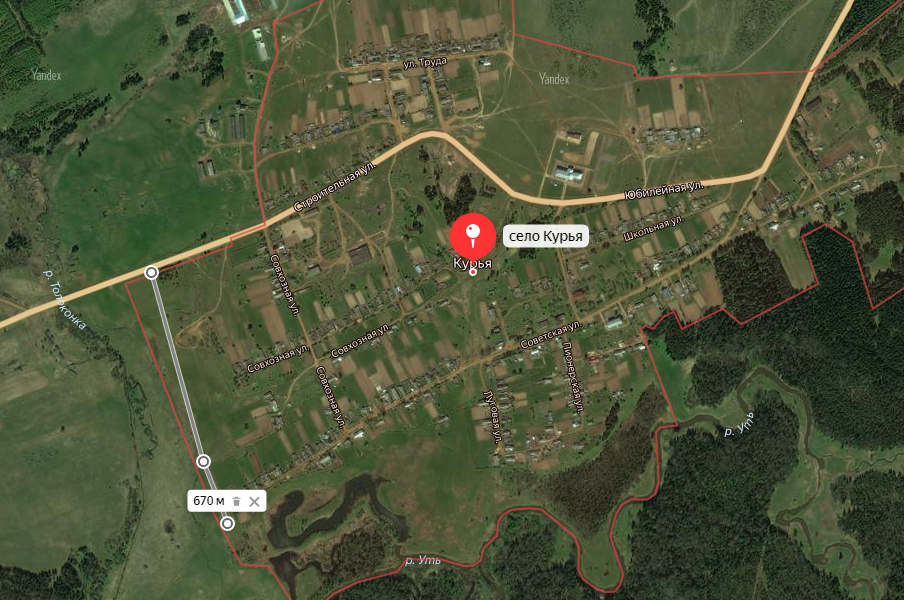 ул. Труда
Yandex
Yandex
Строительная ул.
Юбилейная ул.
Школьная ул.
село Курья
Курья
р. Толыконка
Совхозная ул.
Советская ул.
Совхозная ул.
Совхозная ул.
Пионерская ул.
Совхозная ул.
Луговая ул.
р. Уть
670 м
р. Уть